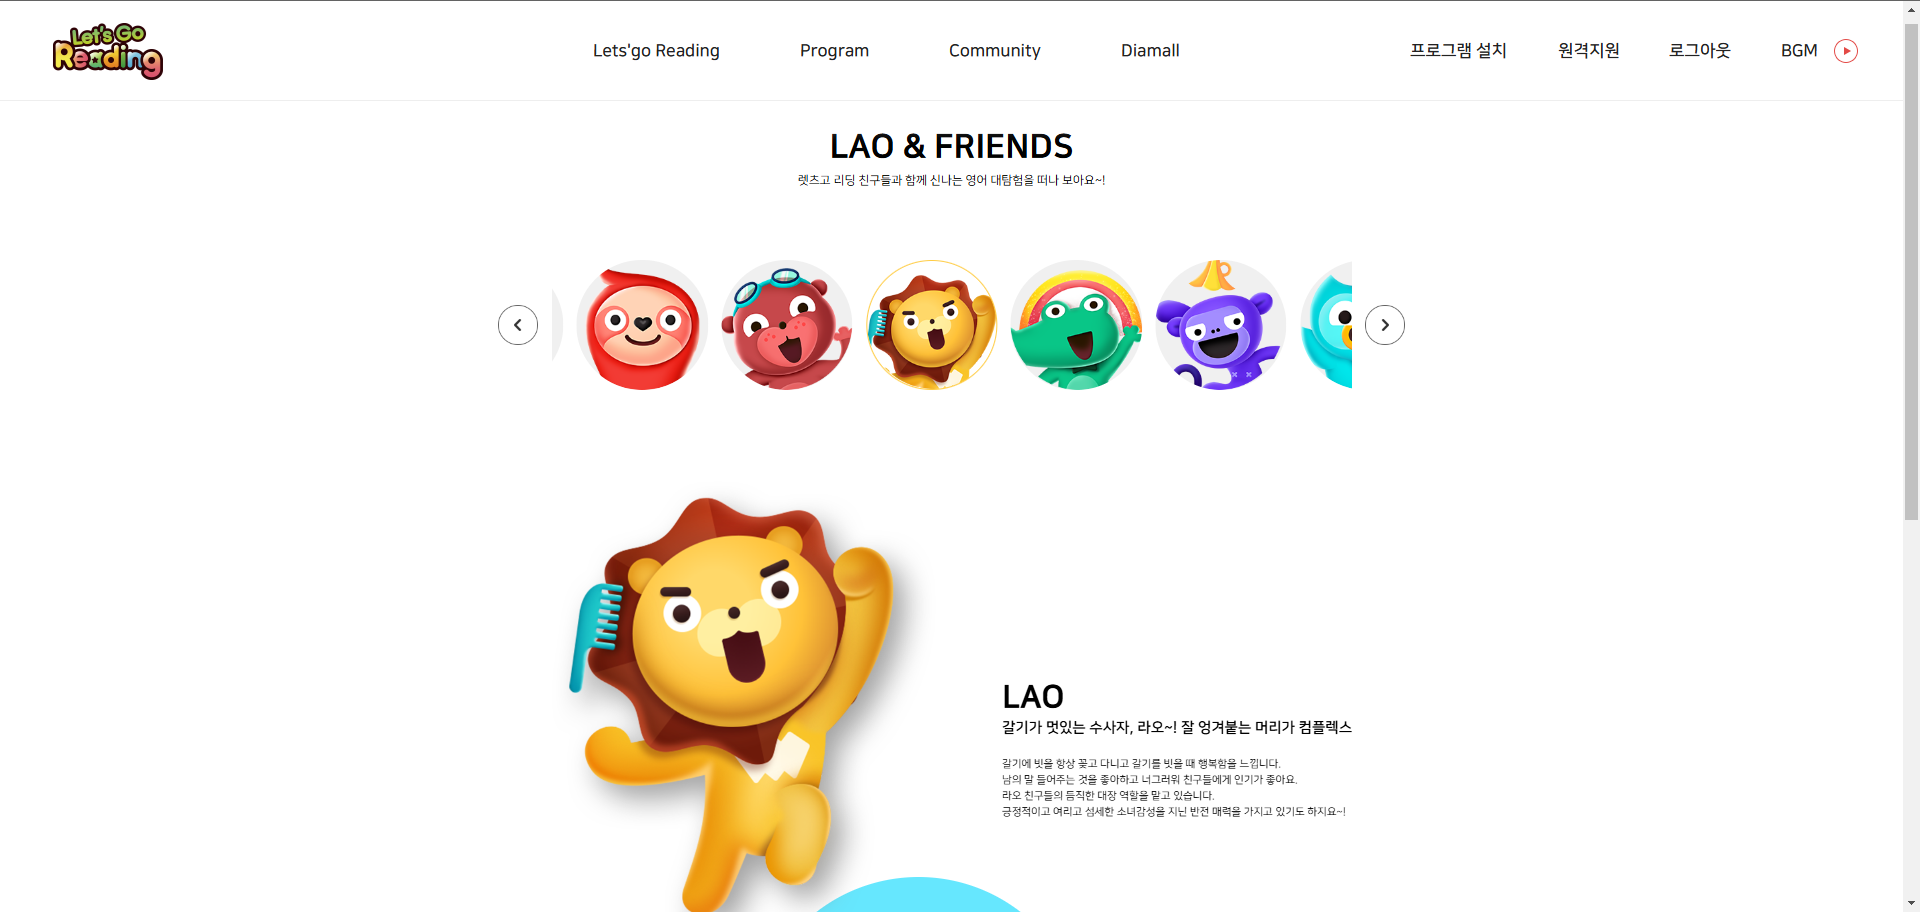 Let's Go
Reading
Lets'go Reading
Program
Community
Diamall
프로그램 설치
원격지원
로그아웃
BGM
LAO & FRIENDS
렛츠고 리딩 친구들과 함께 신나는 영어 대탐험을 떠나 보아요~!
LAO
갈기가 멋있는 수사자, 라오~! 잘 엉겨붙는 머리가 컴플렉스
갈기에 빗을 항상 꽂고 다니고 갈기를 빗을 때 행복함을 느낍니다.
남의 말 들어주는 것을 좋아하고 너그러워 친구들에게 인기가 좋아요.
라오 친구들의 듬직한 대장 역할을 맡고 있습니다.
긍정적이고 여리고 섬세한 소녀감성을 지닌 반전 매력을 가지고 있기도 하지요~!